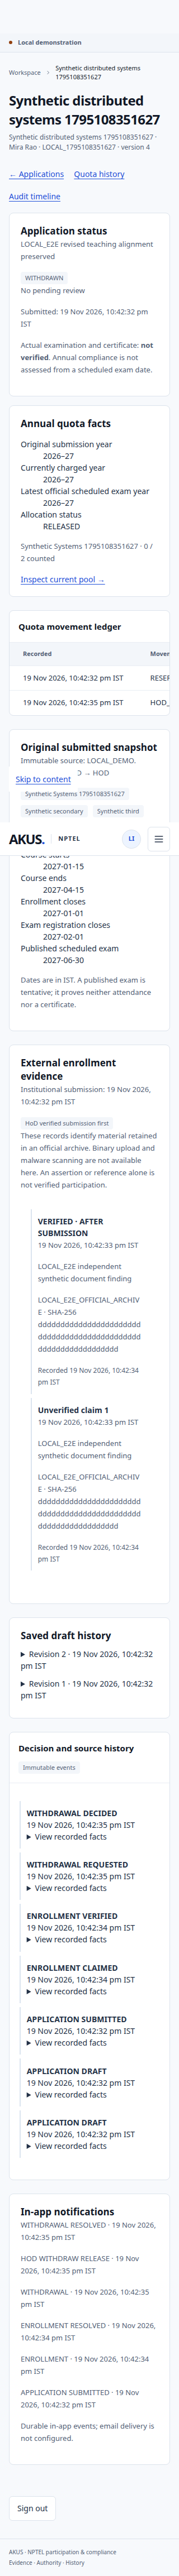 Local demonstration
Workspace > Synthetic distributed
systems 1795108351627
Synthetic distributed
systems 1795108351627
Synthetic distributed systems 1795108351627 ·
Mira Rao · LOCAL_1795108351627 · version 4
← Applications Quota history
Audit timeline
Application status
LOCAL_E2E revised teaching alignment
preserved
WITHDRAWN
No pending review
Submitted: 19 Nov 2026, 10:42:32 pm
IST
Actual examination and certificate: not
verified. Annual compliance is not
assessed from a scheduled exam date.
Annual quota facts
Original submission year
2026–27
Currently charged year
2026–27
Latest official scheduled exam year
2026–27
Allocation status
RELEASED
Synthetic Systems 1795108351627 · 0 /
2 counted
Inspect current pool →
Quota movement ledger
Recorded
19 Nov 2026, 10:42:32 pm IST
19 Nov 2026, 10:42:35 pm IST
Original submitted snapshot
Immutable source: LOCAL_DEMO.
→ HOD
Skip to content
Synthetic Systems 1795108351627
Synthetic secondary Synthetic third
AKUS. NPTEL LI
Course starts
2027-01-15
Course ends
2027-04-15
Enrollment closes
2027-01-01
Exam registration closes
2027-02-01
Published scheduled exam
2027-06-30
Dates are in IST. A published exam is
tentative; it proves neither attendance
nor a certificate.
External enrollment
evidence
Institutional submission: 19 Nov 2026,
10:42:32 pm IST
HoD verified submission first
These records identify material retained
in an official archive. Binary upload and
malware scanning are not available
here. An assertion or reference alone is
not verified participation.
VERIFIED · AFTER
SUBMISSION
19 Nov 2026, 10:42:33 pm IST
LOCAL_E2E independent
synthetic document finding
LOCAL_E2E_OFFICIAL_ARCHIV
E · SHA-256
ddddddddddddddddddddddd
ddddddddddddddddddddddd
dddddddddddddddddd
Recorded 19 Nov 2026, 10:42:34
pm IST
Unverified claim 1
19 Nov 2026, 10:42:33 pm IST
LOCAL_E2E independent
synthetic document finding
LOCAL_E2E_OFFICIAL_ARCHIV
E · SHA-256
ddddddddddddddddddddddd
ddddddddddddddddddddddd
dddddddddddddddddd
Recorded 19 Nov 2026, 10:42:34
pm IST
Saved draft history
▶ Revision 2 · 19 Nov 2026, 10:42:32
pm IST
▶ Revision 1 · 19 Nov 2026, 10:42:32
pm IST
Decision and source history
Immutable events
WITHDRAWAL DECIDED
19 Nov 2026, 10:42:35 pm IST
▶ View recorded facts
WITHDRAWAL REQUESTED
19 Nov 2026, 10:42:35 pm IST
▶ View recorded facts
ENROLLMENT VERIFIED
19 Nov 2026, 10:42:34 pm IST
▶ View recorded facts
ENROLLMENT CLAIMED
19 Nov 2026, 10:42:34 pm IST
▶ View recorded facts
APPLICATION SUBMITTED
19 Nov 2026, 10:42:32 pm IST
▶ View recorded facts
APPLICATION DRAFT
19 Nov 2026, 10:42:32 pm IST
▶ View recorded facts
APPLICATION DRAFT
19 Nov 2026, 10:42:32 pm IST
▶ View recorded facts
In-app notifications
WITHDRAWAL RESOLVED · 19 Nov 2026,
10:42:35 pm IST
HOD WITHDRAW RELEASE · 19 Nov
2026, 10:42:35 pm IST
WITHDRAWAL · 19 Nov 2026, 10:42:35
pm IST
ENROLLMENT RESOLVED · 19 Nov 2026,
10:42:34 pm IST
ENROLLMENT · 19 Nov 2026, 10:42:34
pm IST
APPLICATION SUBMITTED · 19 Nov
2026, 10:42:32 pm IST
Durable in-app events; email delivery is
not configured.
Sign out
AKUS · NPTEL participation & compliance
Evidence · Authority · History